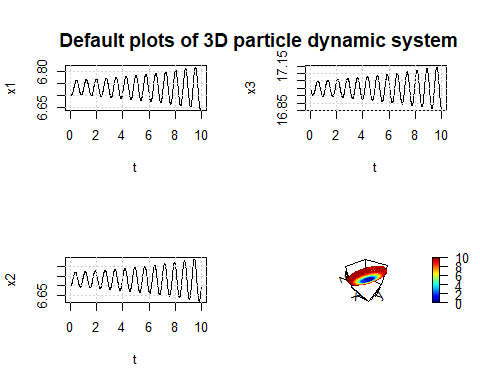 Default plots of 3D particle dynamic system
x1
6.80
6.65
0 2 4 6 8 10
t
x3
17.15
16.85
0 2 4 6 8 10
t
x2
6.65
0 2 4 6 8 10
t
10
8
6
4
2
0